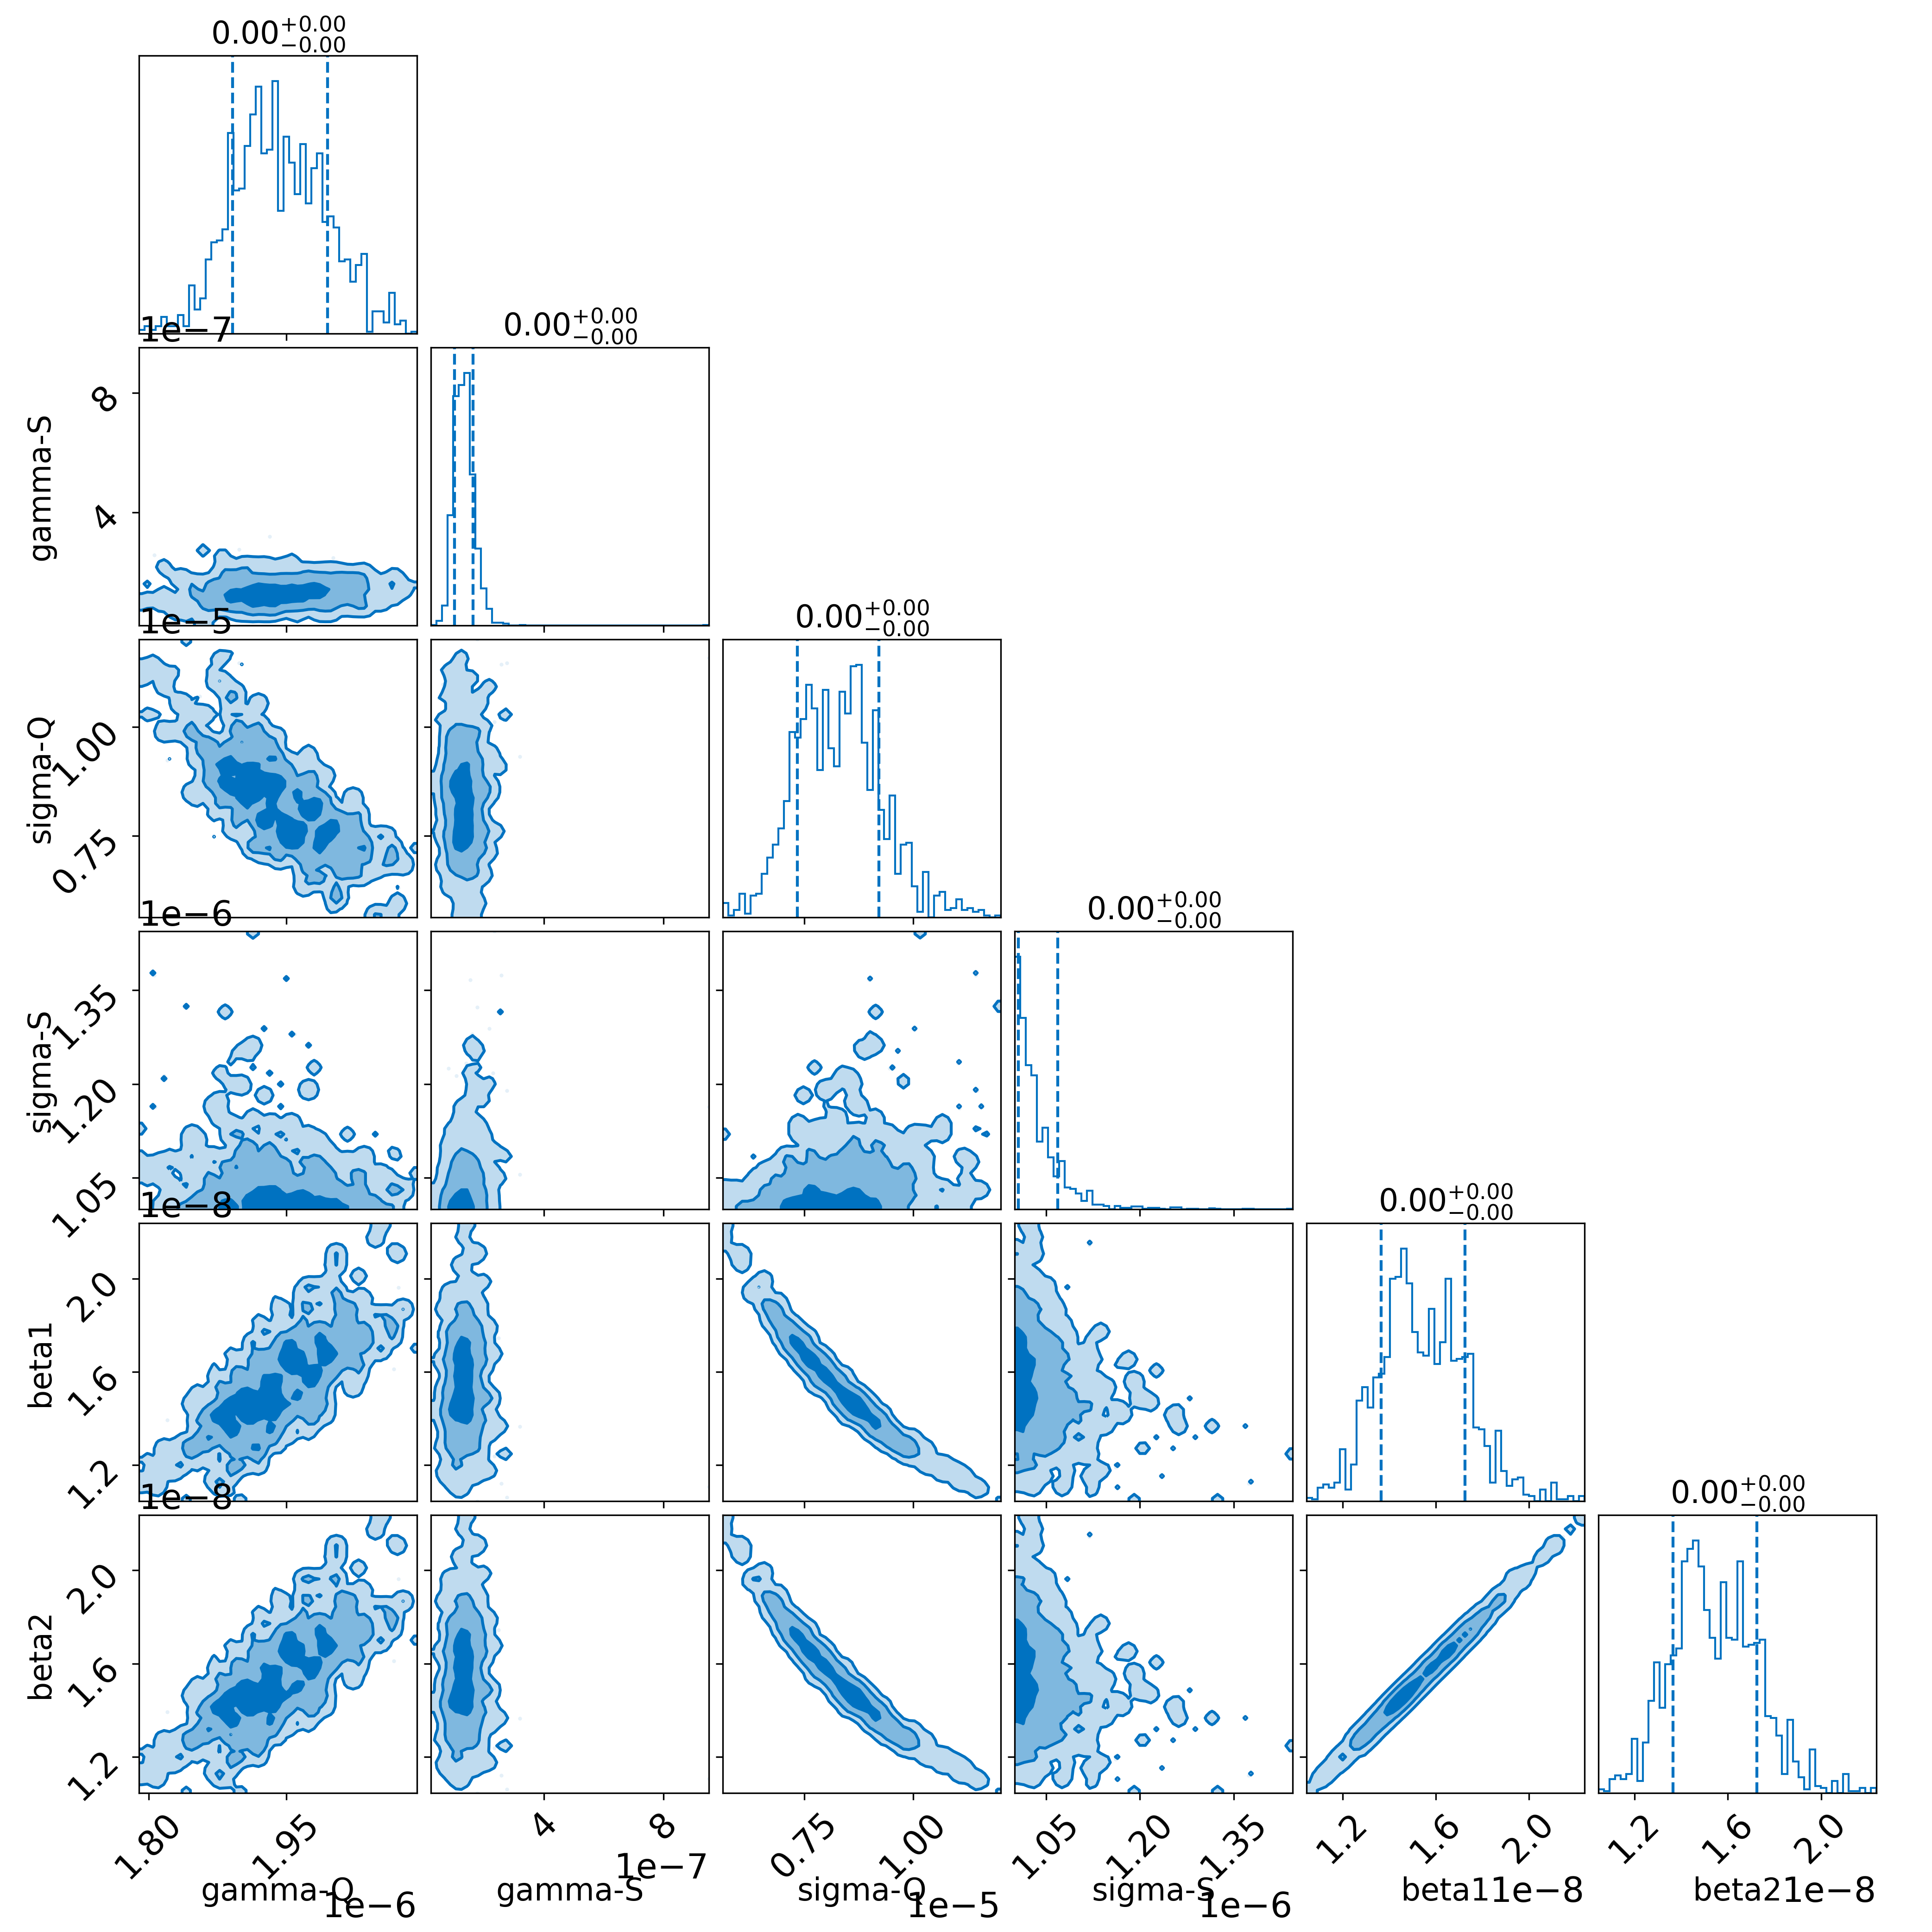 0.00+0.00−0.00
1e−7
0.00+0.00−0.00
8
4
gamma-S
1e−5
0.00+0.00−0.00
1.00
0.75
sigma-Q
1e−6
0.00+0.00−0.00
1.35
1.20
1.05
sigma-S
1e−8
0.00+0.00−0.00
2.0
1.6
1.2
beta1
1e−8
0.00+0.00−0.00
2.0
1.6
1.2
beta2
1.80 1.95 4 8 0.75 1.00 1.05 1.20 1.35 1.2 1.6 2.0 1.2 1.6 2.0
1e−7
gamma-Q gamma-S sigma-Q sigma-S beta1 1e−8 beta2 1e−8
1e−6 1e−5 1e−6